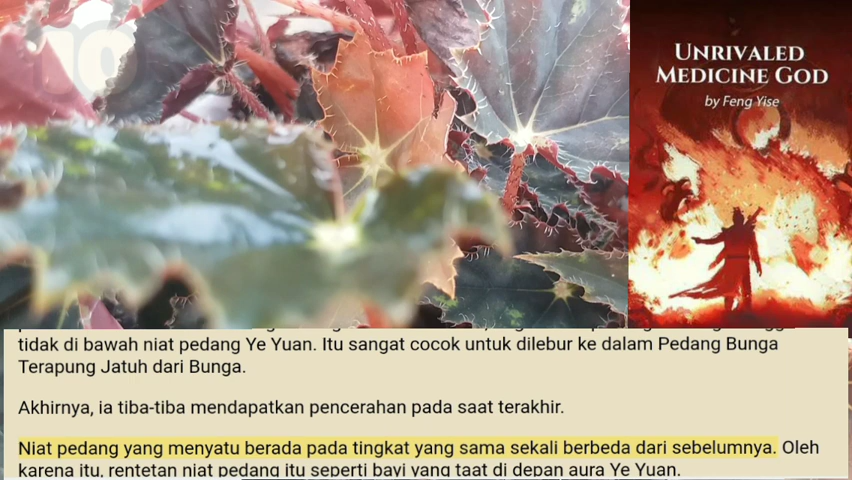 UNRIVALED
MEDICINE GOD
by Feng Yise
tidak di bawah niat pedang Ye Yuan. Itu sangat cocok untuk dilebur ke dalam Pedang Bunga
Terapung Jatuh dari Bunga.
Akhirnya, ia tiba-tiba mendapatkan pencerahan pada saat terakhir.
Niat pedang yang menyatu berada pada tingkat yang sama sekali berbeda dari sebelumnya. Oleh
karena itu, rentetan niat pedang itu seperti bayi yang taat di depan aura Ye Yuan.